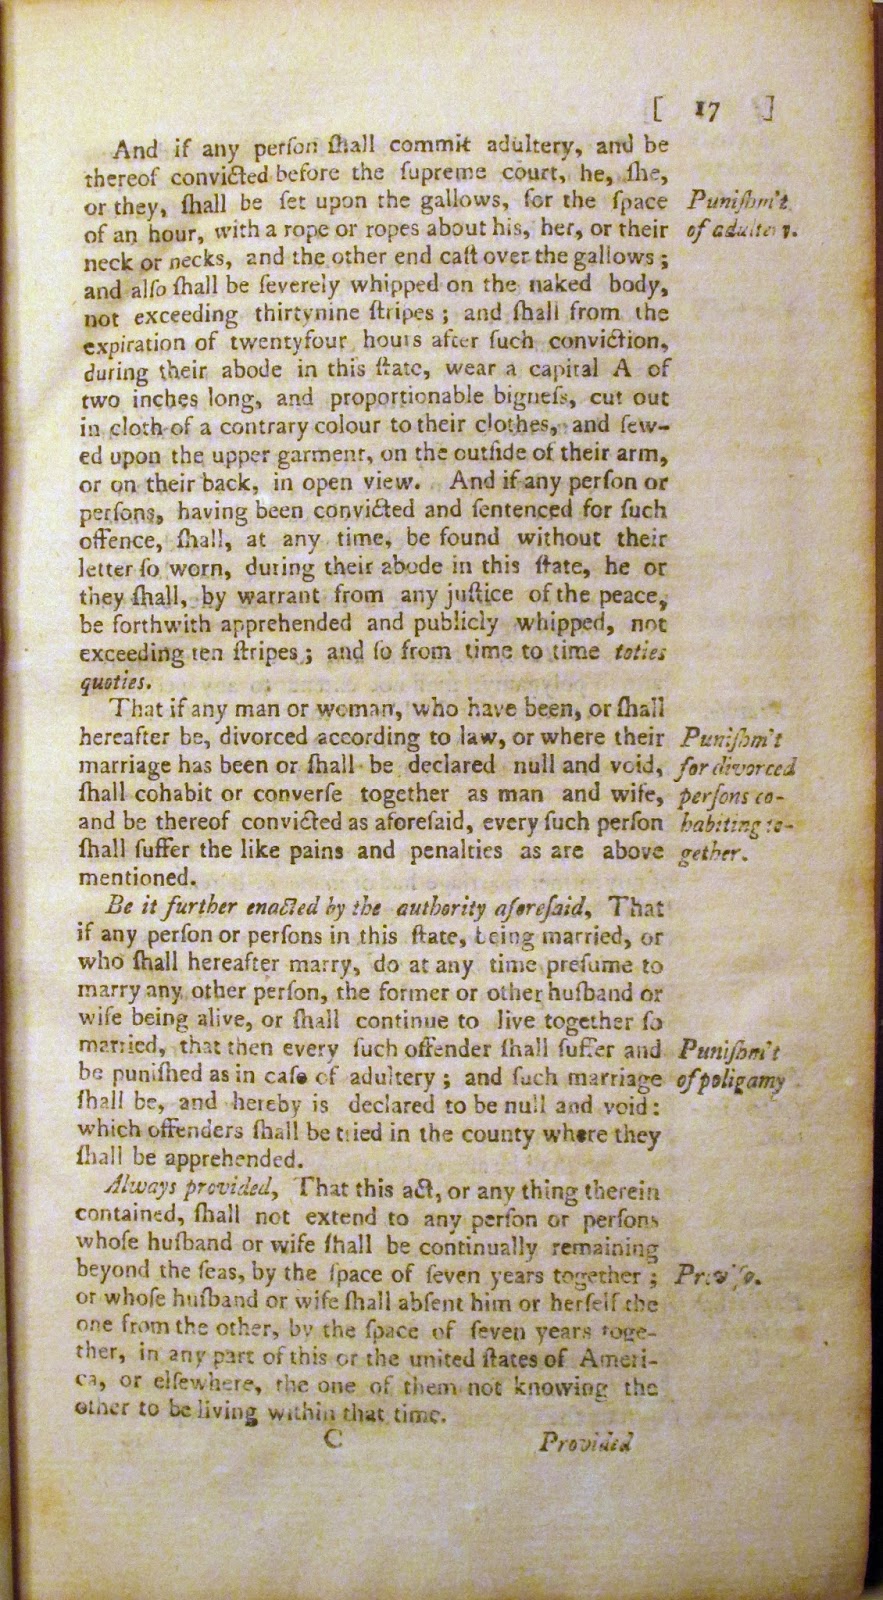 [ 17 ]
And if any perſon ſhall commit adultery, and be
thereof convicted before the ſupreme court, he, ſhe,
or they, ſhall be ſet upon the gallows, for the ſpace
Puniſhm't
of an hour, with a rope or ropes about his, her, or their
of adultery.
neck or necks, and the other end caſt over the gallows ;
and alſo ſhall be ſeverely whipped on the naked body,
not exceeding thirtynine ſtripes ; and ſhall from the
expiration of twentyfour hours after ſuch conviction,
during their abode in this ſtate, wear a capital A of
two inches long, and proportionable bigneſs, cut out
in cloth of a contrary colour to their clothes, and ſew-
ed upon the upper garment, on the outſide of their arm,
or on their back, in open view. And if any perſon or
perſons, having been convicted and ſentenced for ſuch
offence, ſhall, at any time, be found without their
letter ſo worn, during their abode in this ſtate, he or
they ſhall, by warrant from any juſtice of the peace,
be forthwith apprehended and publicly whipped, not
exceeding ten ſtripes ; and ſo from time to time toties
quoties.
That if any man or woman, who have been, or ſhall
hereafter be, divorced according to law, or where their
Puniſhm't
marriage has been or ſhall be declared null and void,
for divorced
ſhall cohabit or converſe together as man and wife,
perſons co-
and be thereof convicted as aforeſaid, every ſuch perſon
habiting to-
ſhall ſuffer the like pains and penalties as are above
gether.
mentioned.
Be it further enacted by the authority aforeſaid, That
if any perſon or perſons in this ſtate, being married, or
who ſhall hereafter marry, do at any time preſume to
marry any other perſon, the former or other huſband or
wife being alive, or ſhall continue to live together ſo
married, that then every ſuch offender ſhall ſuffer and
Puniſhm't
be puniſhed as in caſe of adultery ; and ſuch marriage
of poligamy
ſhall be, and hereby is declared to be null and void :
which offenders ſhall be tried in the county where they
ſhall be apprehended.
Always provided, That this act, or any thing therein
contained, ſhall not extend to any perſon or perſons
whoſe huſband or wife ſhall be continually remaining
beyond the ſeas, by the ſpace of ſeven years together ;
Proviſo.
or whoſe huſband or wife ſhall abſent him or herſelf the
one from the other, by the ſpace of ſeven years toge-
ther, in any part of this or the united ſtates of Ameri-
ca, or elſewhere, the one of them not knowing the
other to be living within that time.
C
Provided